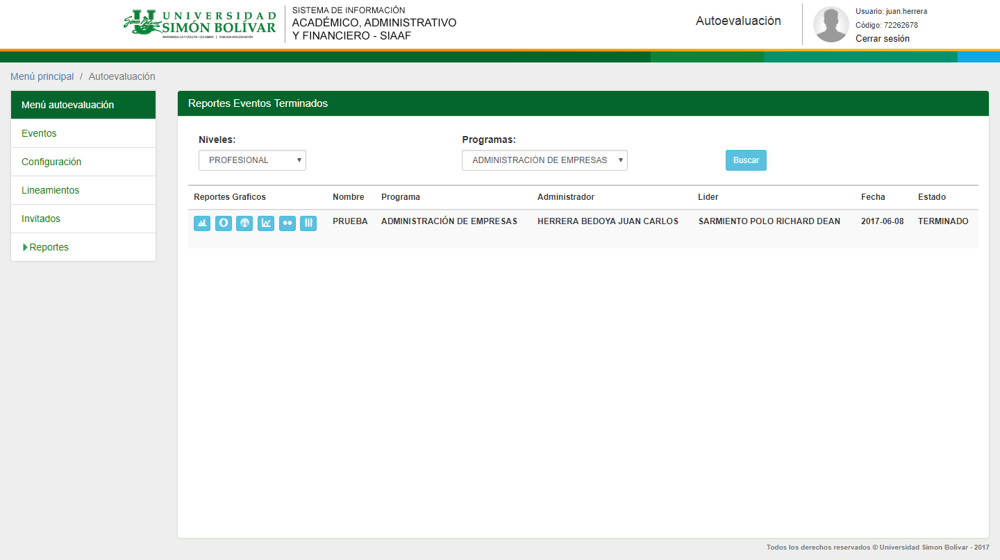 UNIVERSIDAD
SIMÓN BOLÍVAR
BARRANQUILLA Y CÚCUTA - COLOMBIA | VIGILADA MINEDUCACIÓN
SISTEMA DE INFORMACIÓN
ACADÉMICO, ADMINISTRATIVO
Y FINANCIERO - SIAAF
Autoevaluación
Usuario: juan.herrera
Código: 72262678
Cerrar sesión
Menú principal / Autoevaluación
Menú autoevaluación
Eventos
Configuración
Lineamientos
Invitados
Reportes
Reportes Eventos Terminados
Niveles: Programas:
PROFESIONAL ADMINISTRACIÓN DE EMPRESAS Buscar
Reportes Graficos Nombre Programa Administrador Lider Fecha Estado
PRUEBA ADMINISTRACIÓN DE EMPRESAS HERRERA BEDOYA JUAN CARLOS SARMIENTO POLO RICHARD DEAN 2017-06-08 TERMINADO
Todos los derechos reservados © Universidad Simon Bolívar - 2017